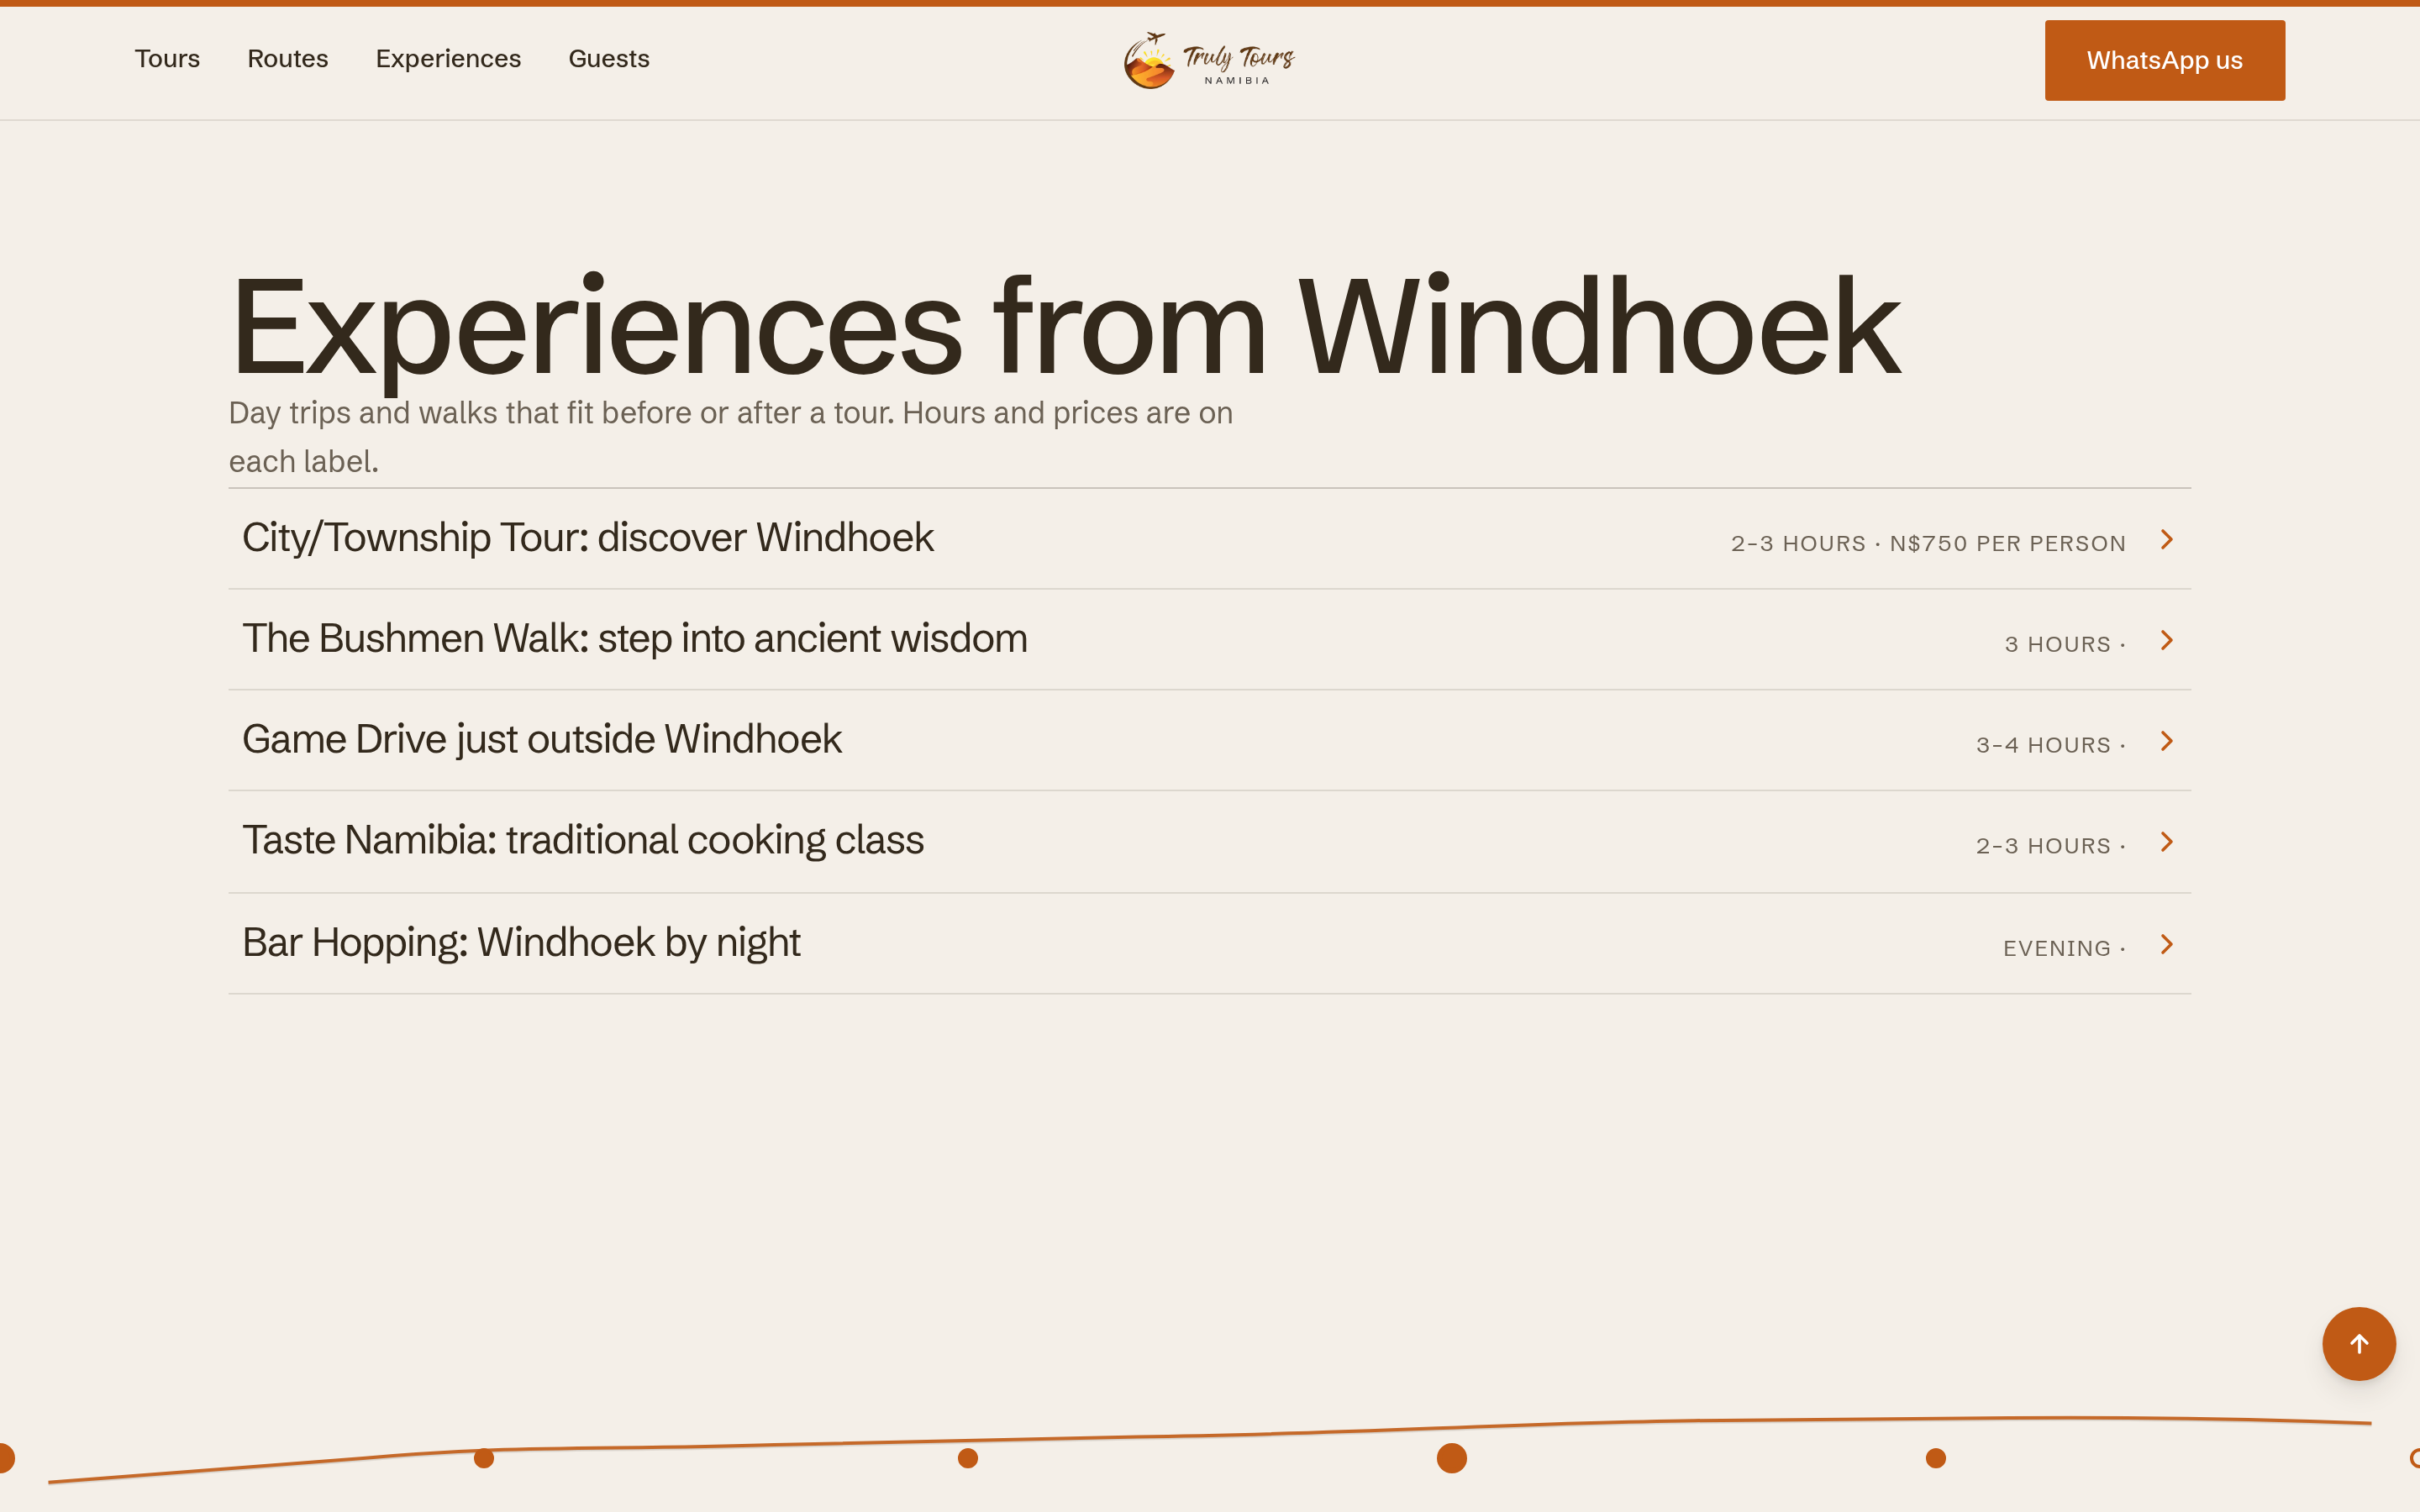 Tours Routes Experiences Guests
Truly Tours
NAMIBIA
WhatsApp us
Experiences from Windhoek
Day trips and walks that fit before or after a tour. Hours and prices are on
each label.
City/Township Tour: discover Windhoek
2–3 HOURS · N$750 PER PERSON
The Bushmen Walk: step into ancient wisdom
3 HOURS ·
Game Drive just outside Windhoek
3–4 HOURS ·
Taste Namibia: traditional cooking class
2–3 HOURS ·
Bar Hopping: Windhoek by night
EVENING ·